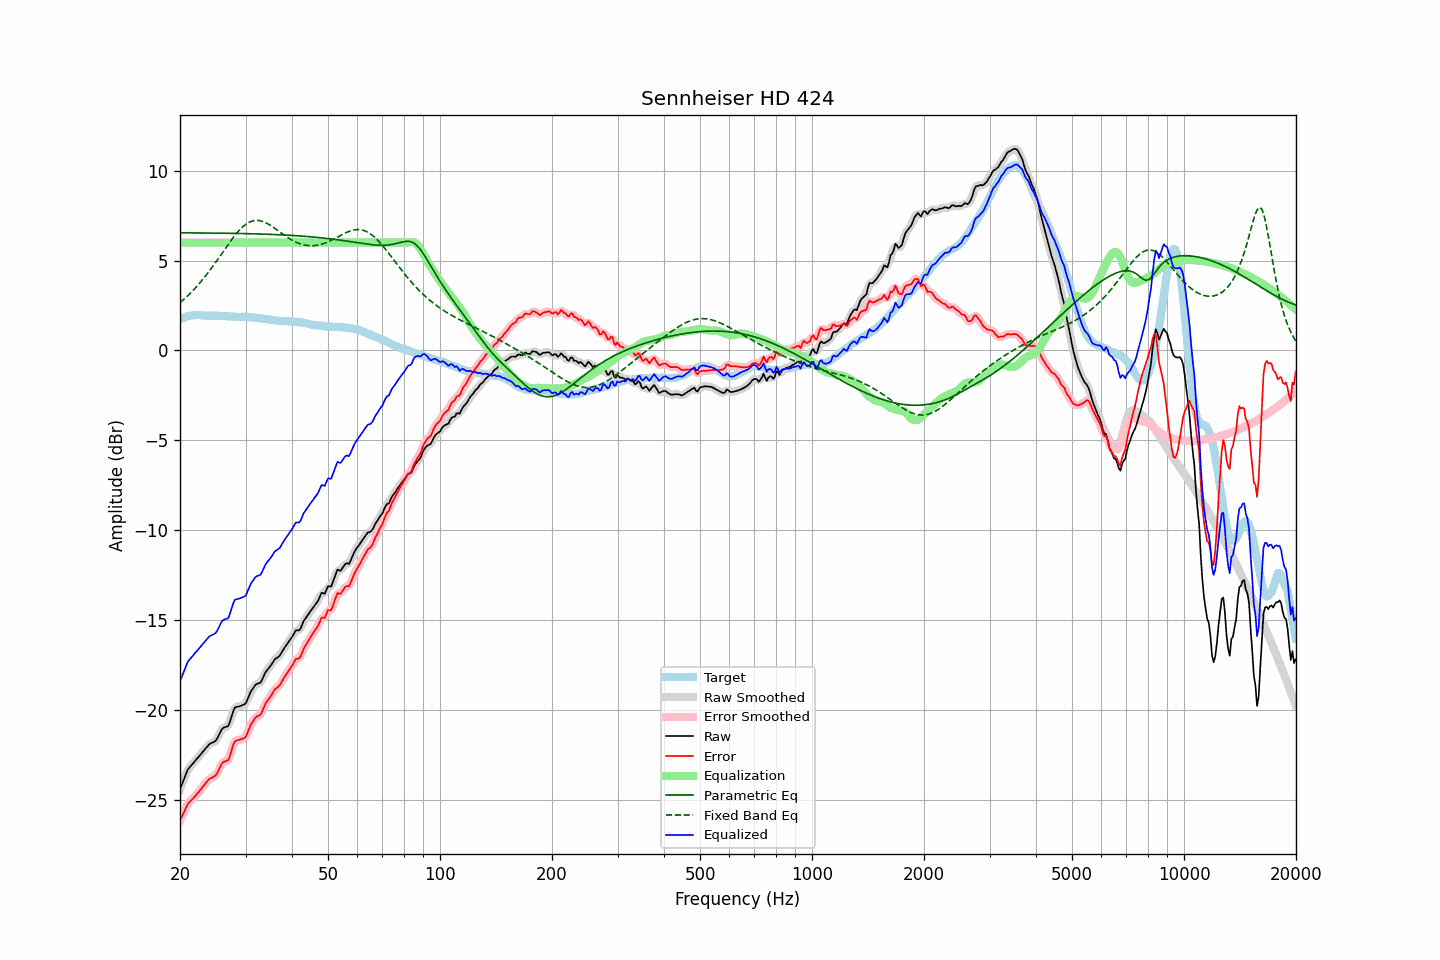 Sennheiser HD 424
Amplitude (dBr)
10
5
0
−5
−10
−15
−20
−25
Target
Raw Smoothed
Error Smoothed
Raw
Error
Equalization
Parametric Eq
Fixed Band Eq
Equalized
20 50 100 200 500 1000 2000 5000 10000 20000
Frequency (Hz)